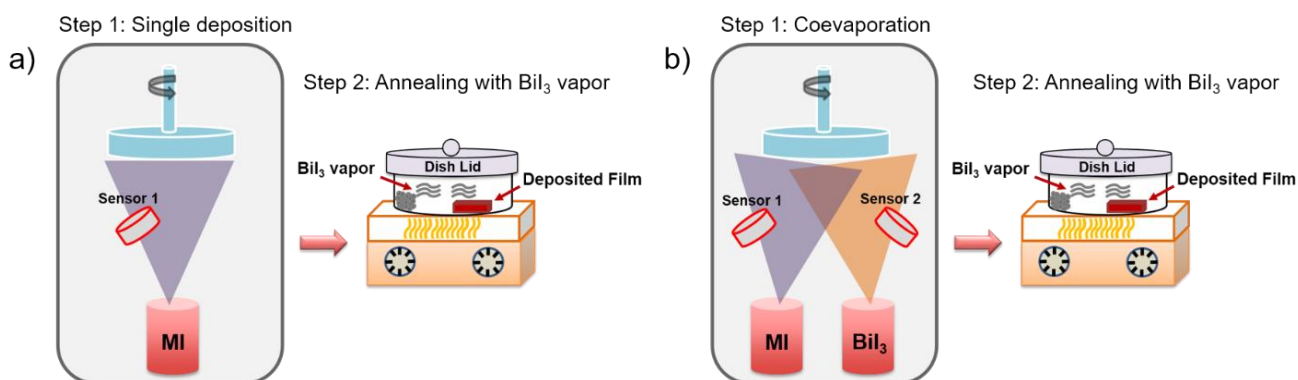 Step 1: Single deposition
a)
Step 2: Annealing with BiI₃ vapor
BiI₃ vapor
Dish Lid
Deposited Film
Sensor 1
MI
Step 1: Coevaporation
b)
Step 2: Annealing with BiI₃ vapor
BiI₃ vapor
Dish Lid
Deposited Film
Sensor 1
Sensor 2
MI
BiI₃